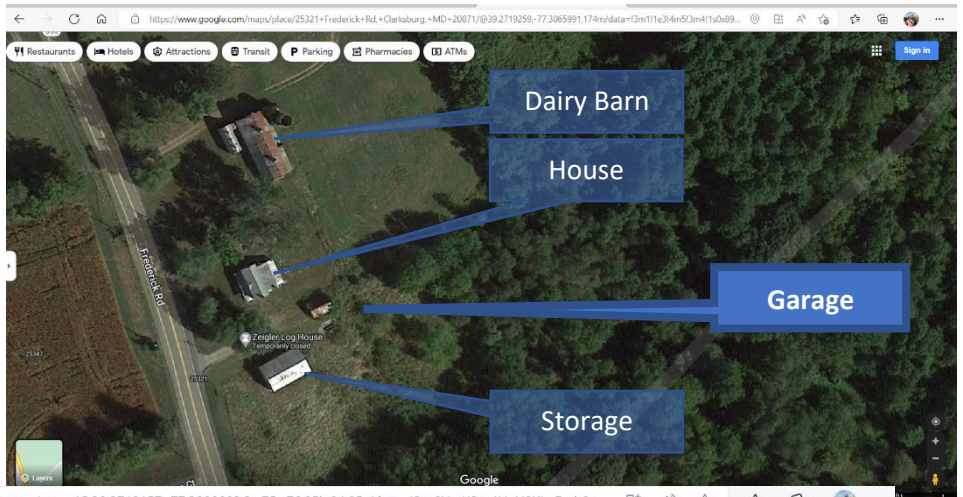 https://www.google.com/maps/place/25321+Frederick+Rd,+Clarksburg,+MD+20871/@39.2719259,-77.3065991,174m/data=!3m1!1e3!4m5!3m4!1s0x89...
Restaurants
Hotels
Attractions
Transit
P Parking
Pharmacies
ATMs
Sign in
355
Dairy Barn
House
Frederick Rd
Garage
Zeigler Log House
Temporarily closed
25347
25321
Storage
Layers
Ct
Google